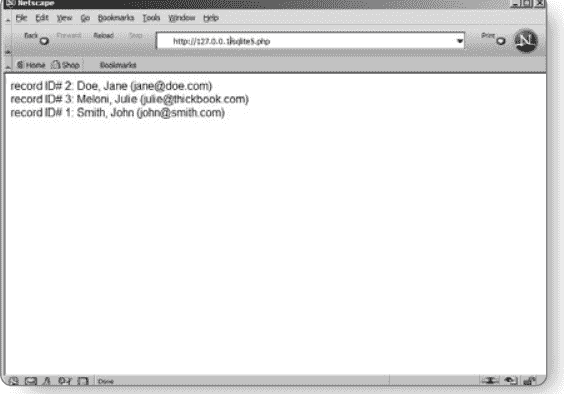 Netscape
File Edit View Go Bookmarks Tools Window Help
Back Forward Reload Stop http://127.0.0.1/sqlite5.php Print N
Home Shop Bookmarks
record ID# 2: Doe, Jane (jane@doe.com)
record ID# 3: Meloni, Julie (julie@thickbook.com)
record ID# 1: Smith, John (john@smith.com)
Done